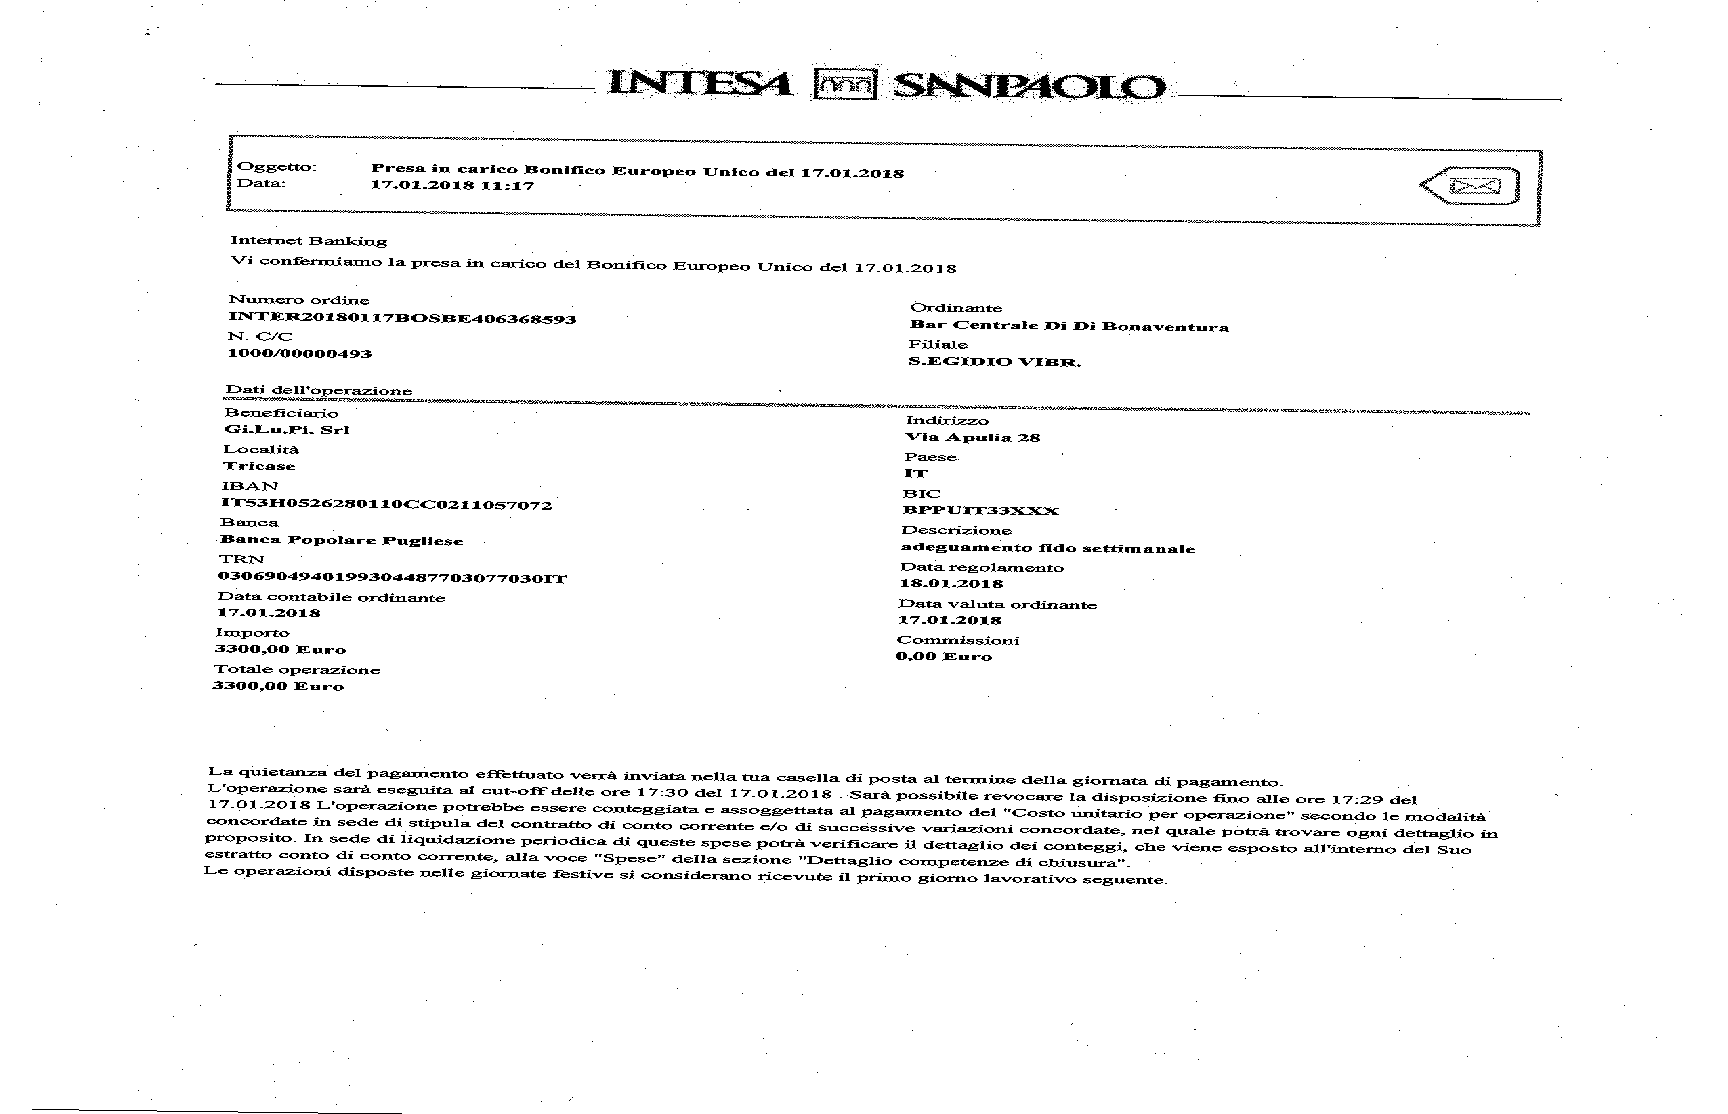 INTESA SANPAOLO
Oggetto: Presa in carico Bonifico Europeo Unico del 17.01.2018
Data: 17.01.2018 11:17
Internet Banking
Vi confermiamo la presa in carico del Bonifico Europeo Unico del 17.01.2018
Numero ordine
INTER20180117BOSBE406368593
N. C/C
1000/00000493
Ordinante
Bar Centrale Di Di Bonaventura
Filiale
S.EGIDIO VIBR.
Dati dell'operazione
Beneficiario
Gi.Lu.Pi. Srl
Località
Tricase
IBAN
IT53H0526280110CC0211057072
Banca
Banca Popolare Pugliese
TRN
0306904940199304487703077030IT
Data contabile ordinante
17.01.2018
Importo
3300,00 Euro
Totale operazione
3300,00 Euro
Indirizzo
Via Apulia 28
Paese
IT
BIC
BPPUIT33XXX
Descrizione
adeguamento fido settimanale
Data regolamento
18.01.2018
Data valuta ordinante
17.01.2018
Commissioni
0,00 Euro
La quietanza del pagamento effettuato verrà inviata nella tua casella di posta al termine della giornata di pagamento.
L'operazione sarà eseguita al cut-off delle ore 17:30 del 17.01.2018 . Sarà possibile revocare la disposizione fino alle ore 17:29 del
17.01.2018 L'operazione potrebbe essere conteggiata e assoggettata al pagamento del "Costo unitario per operazione" secondo le modalità
concordate in sede di stipula del contratto di conto corrente e/o di successive variazioni concordate, nel quale potrà trovare ogni dettaglio in
proposito. In sede di liquidazione periodica di queste spese potrà verificare il dettaglio dei conteggi, che viene esposto all'interno del Suo
estratto conto di conto corrente, alla voce "Spese" della sezione "Dettaglio competenze di chiusura".
Le operazioni disposte nelle giornate festive si considerano ricevute il primo giorno lavorativo seguente.